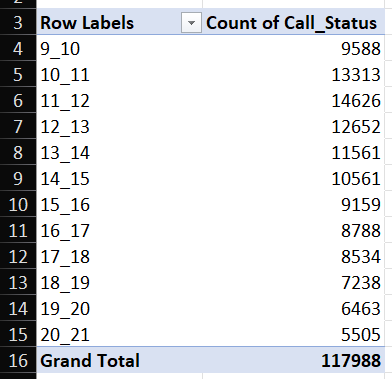 3 Row Labels Count of Call_Status
4 9_10 9588
5 10_11 13313
6 11_12 14626
7 12_13 12652
8 13_14 11561
9 14_15 10561
10 15_16 9159
11 16_17 8788
12 17_18 8534
13 18_19 7238
14 19_20 6463
15 20_21 5505
16 Grand Total 117988